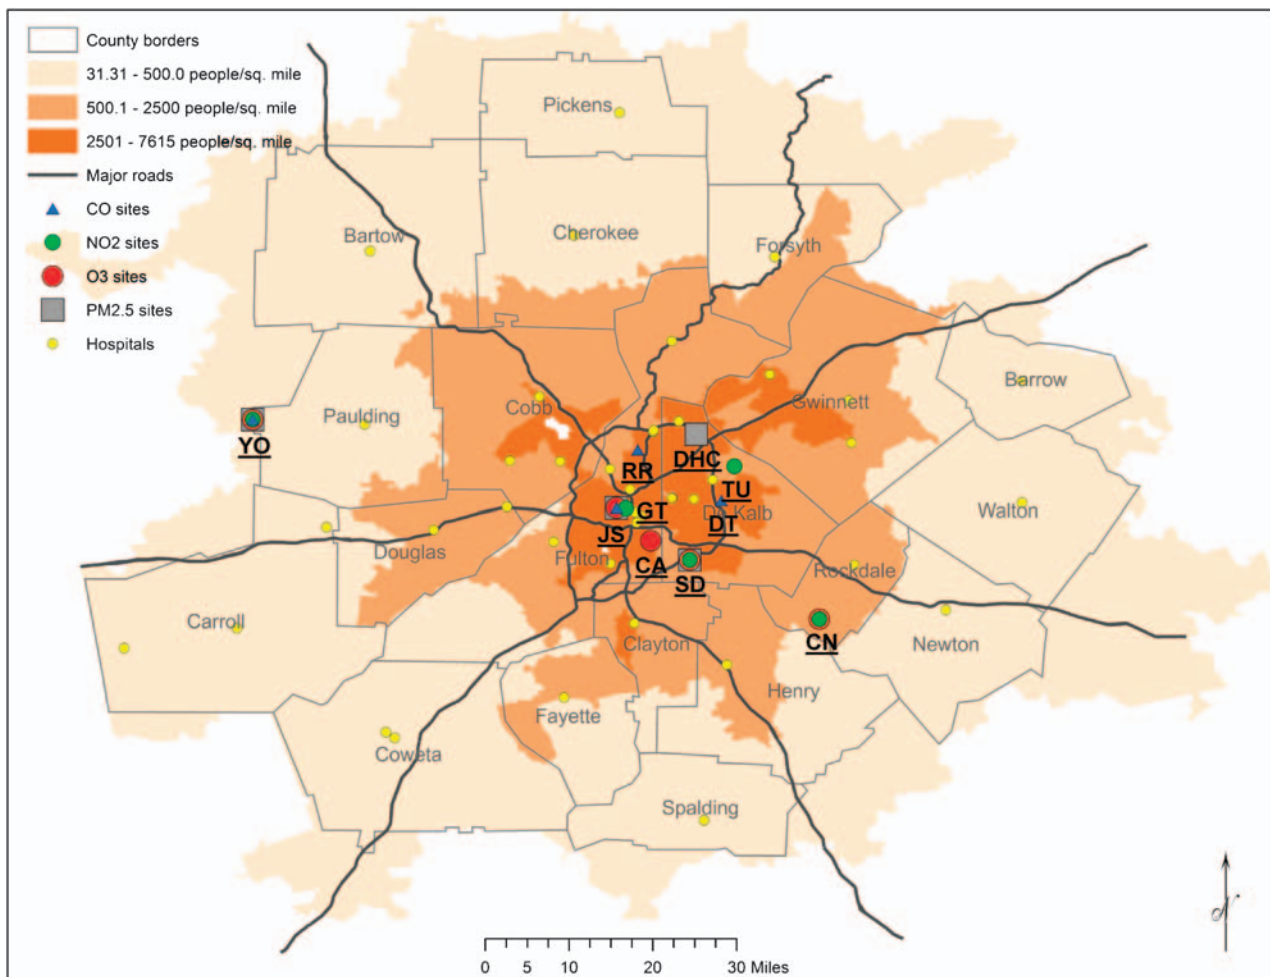 County borders
31.31 - 500.0 people/sq. mile
500.1 - 2500 people/sq. mile
2501 - 7615 people/sq. mile
Major roads
CO sites
NO2 sites
O3 sites
PM2.5 sites
Hospitals
Pickens
Bartow
Cherokee
Forsyth
Barrow
Paulding
Cobb
Gwinnett
YO
RR
DHC
TU
GT
De Kalb
DT
Walton
JS
Douglas
Fulton
CA
SD
Rockdale
Carroll
Clayton
CN
Newton
Henry
Fayette
Coweta
Spalding
N
0 5 10 20 30 Miles